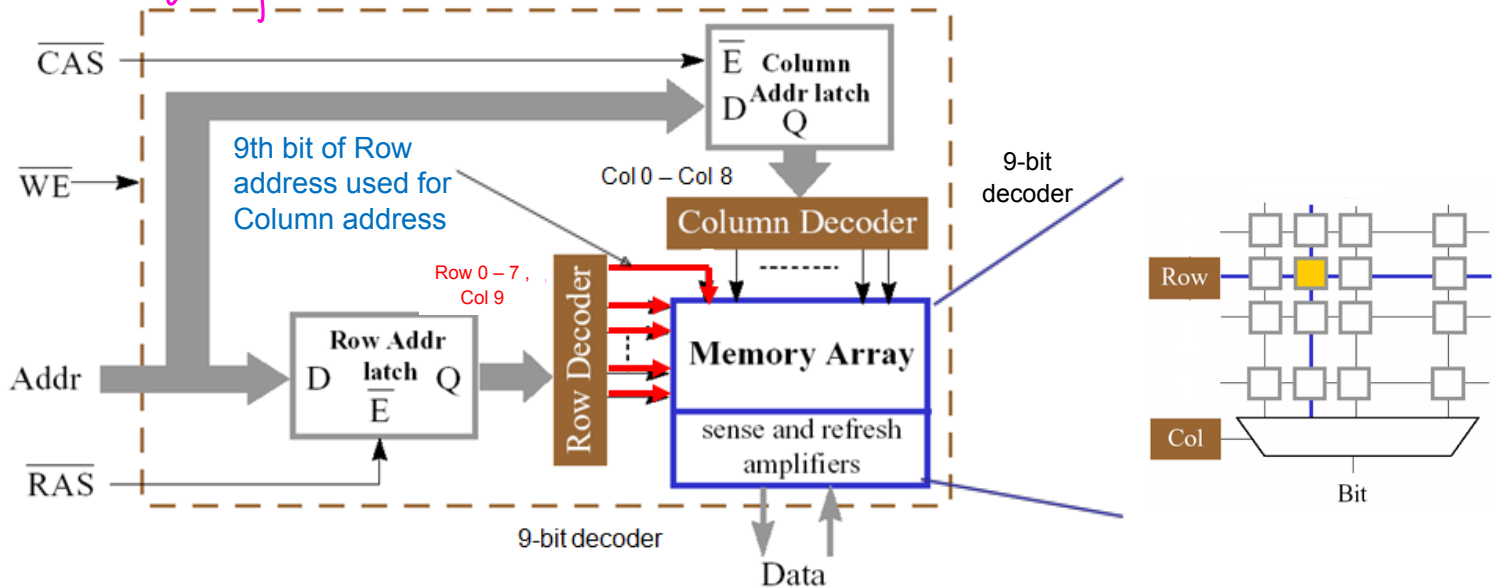 CAS
E Column
Addr latch
D
Q
9th bit of Row
address used for
Column address
WE
Col 0 – Col 8
9-bit
decoder
Column Decoder
Row 0 – 7 ,
Col 9
Row
Row Decoder
Memory Array
Row Addr
latch
D
Q
E
Addr
sense and refresh
amplifiers
Col
RAS
Bit
9-bit decoder
Data